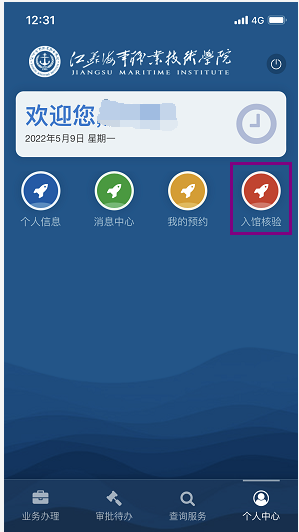 12:31
4G
江苏海事职业技术学院
JIANGSU MARITIME INSTITUTE
欢迎您
2022年5月9日 星期一
个人信息
消息中心
我的预约
入馆核验
业务办理
审批待办
查询服务
个人中心